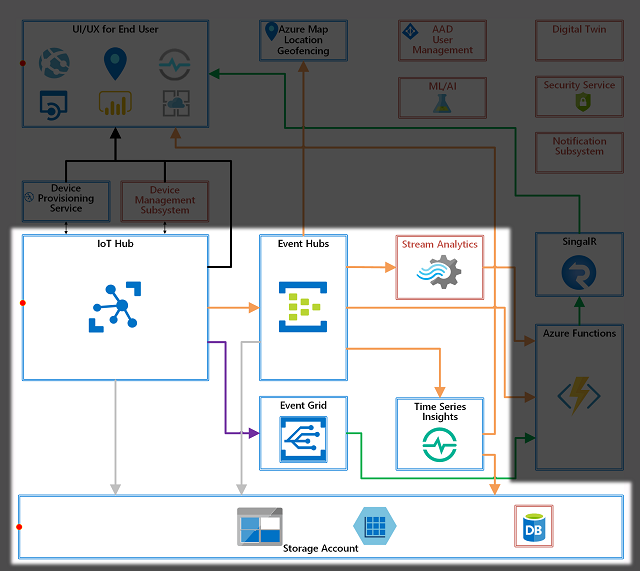 UI/UX for End User
Azure Map
Location
Geofencing
AAD
User
Management
Digital Twin
ML/AI
Security Service
Notification
Subsystem
Device
Provisioning
Service
Device
Management
Subsystem
IoT Hub
Event Hubs
Stream Analytics
SingalR
Azure Functions
Event Grid
Time Series
Insights
Storage Account
DB